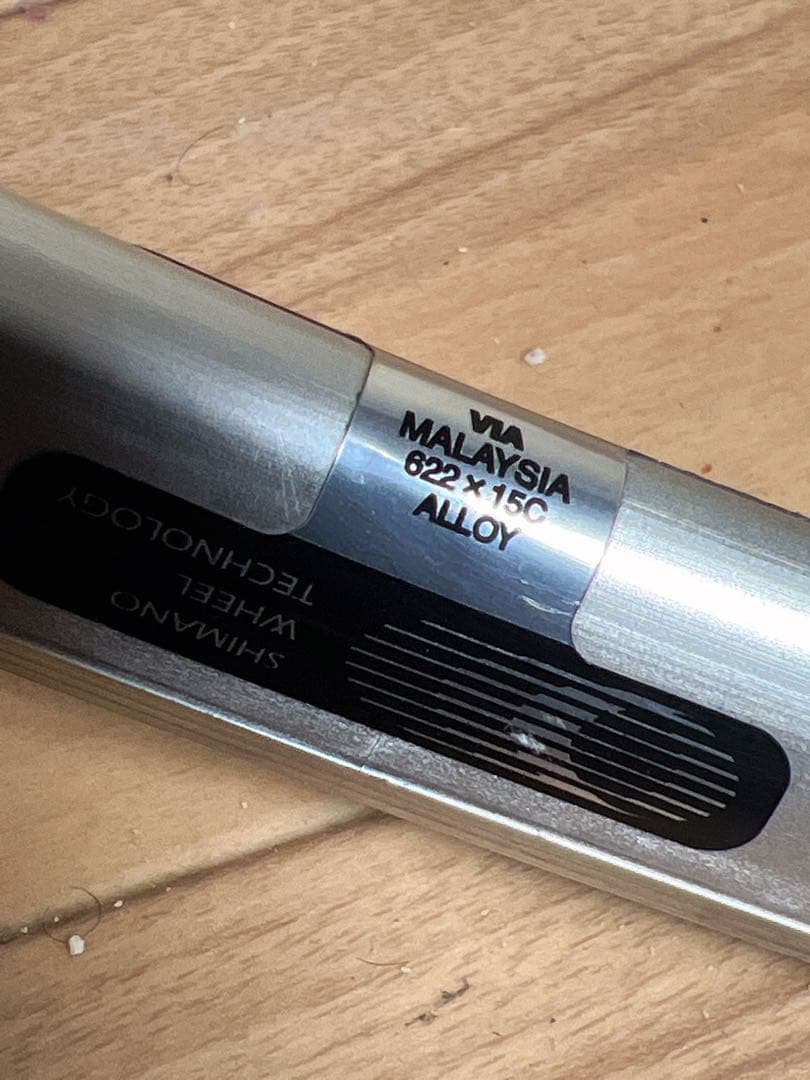 VIA
MALAYSIA
622 x 15C
ALLOY
SHIMANO
WHEEL
TECHNOLOGY